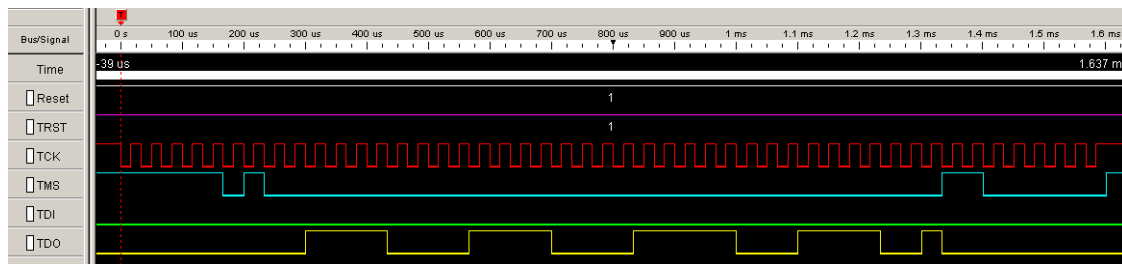 T
Bus/Signal 0 s 100 us 200 us 300 us 400 us 500 us 600 us 700 us 800 us 900 us 1 ms 1.1 ms 1.2 ms 1.3 ms 1.4 ms 1.5 ms 1.6 ms
Time -39 us 1.637 m
Reset 1
TRST 1
TCK
TMS
TDI
TDO